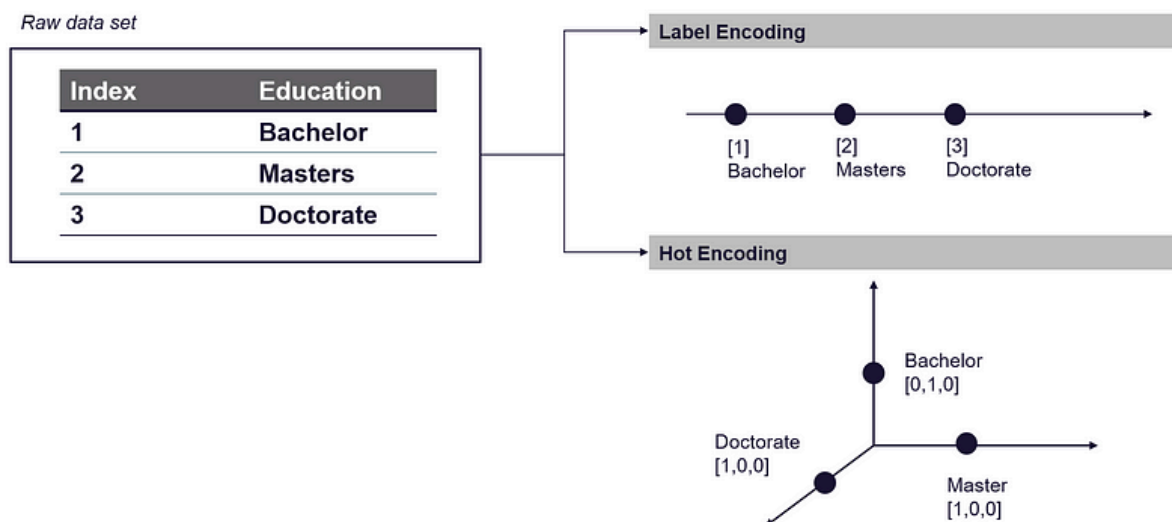 Raw data set
Index Education
1 Bachelor
2 Masters
3 Doctorate
Label Encoding
[1] [2] [3]
Bachelor Masters Doctorate
Hot Encoding
Bachelor
[0,1,0]
Doctorate
[1,0,0]
Master
[1,0,0]